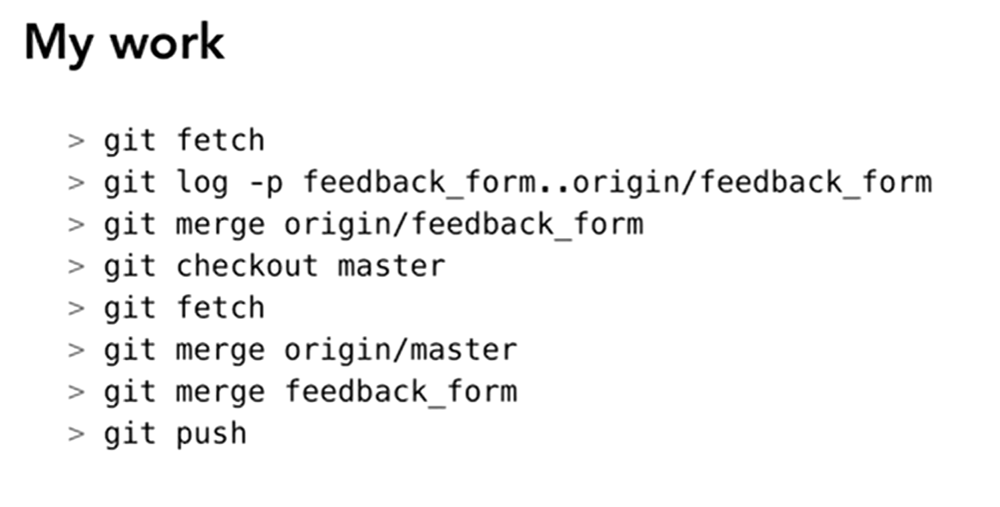 My work
> git fetch
> git log -p feedback_form..origin/feedback_form
> git merge origin/feedback_form
> git checkout master
> git fetch
> git merge origin/master
> git merge feedback_form
> git push